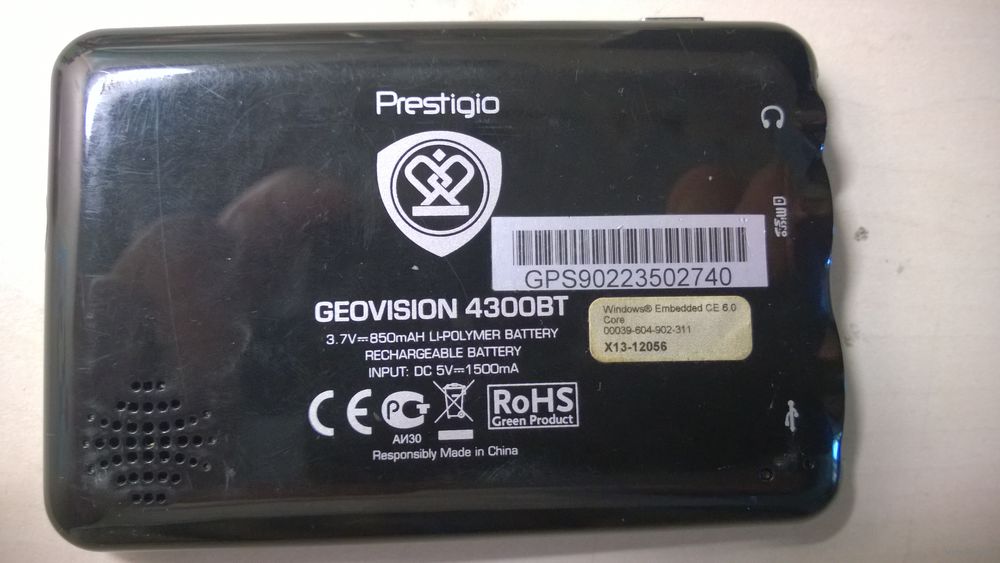 Prestigio
GPS90223502740
GEOVISION 4300BT
3.7V⎓850mAH LI-POLYMER BATTERY
RECHARGEABLE BATTERY
INPUT: DC 5V⎓1500mA
Windows® Embedded CE 6.0
Core
00039-604-902-311
X13-12056
CE PCT
АИ30
RoHS
Green Product
Responsibly Made in China